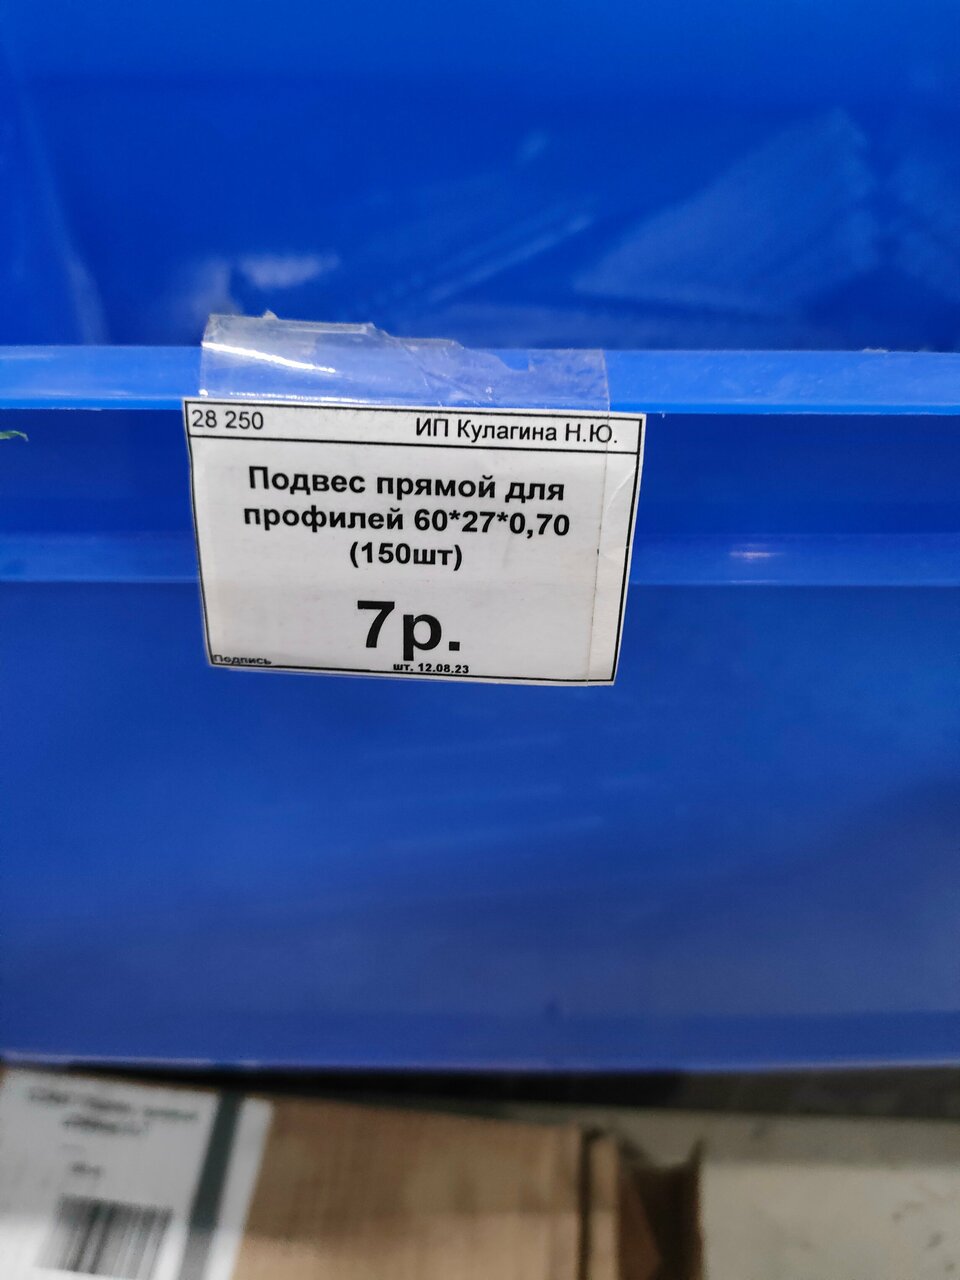 28 250 ИП Кулагина Н.Ю.
Подвес прямой для
профилей 60*27*0,70
(150шт)
7р.
Подпись шт. 12.08.23